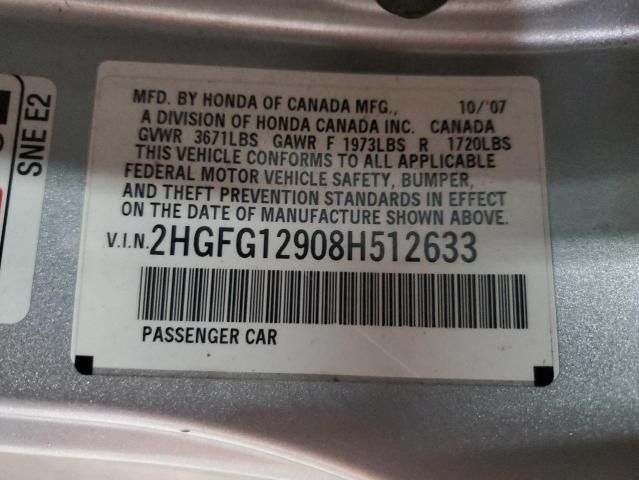 MFD. BY HONDA OF CANADA MFG., 10/'07
A DIVISION OF HONDA CANADA INC. CANADA
GVWR 3671LBS GAWR F 1973LBS R 1720LBS
THIS VEHICLE CONFORMS TO ALL APPLICABLE
FEDERAL MOTOR VEHICLE SAFETY, BUMPER,
AND THEFT PREVENTION STANDARDS IN EFFECT
ON THE DATE OF MANUFACTURE SHOWN ABOVE.
V.I.N. 2HGFG12908H512633
PASSENGER CAR
SNE E2